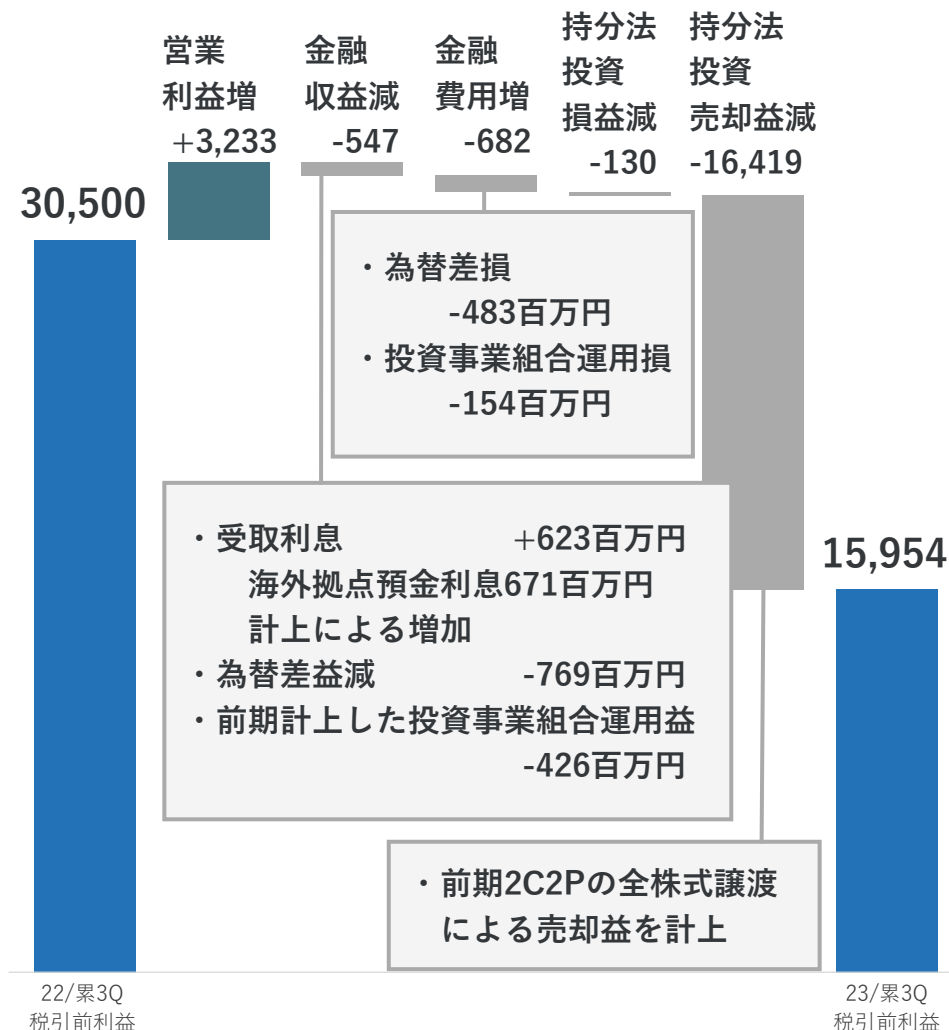 営業
利益増
+3,233
金融
収益減
-547
金融
費用増
-682
持分法
投資
損益減
-130
持分法
投資
売却益減
-16,419
30,500
・為替差損
-483百万円
・投資事業組合運用損
-154百万円
・受取利息 +623百万円
海外拠点預金利息671百万円
計上による増加
・為替差益減 -769百万円
・前期計上した投資事業組合運用益
-426百万円
15,954
・前期2C2Pの全株式譲渡
による売却益を計上
22/累3Q
税引前利益
23/累3Q
税引前利益